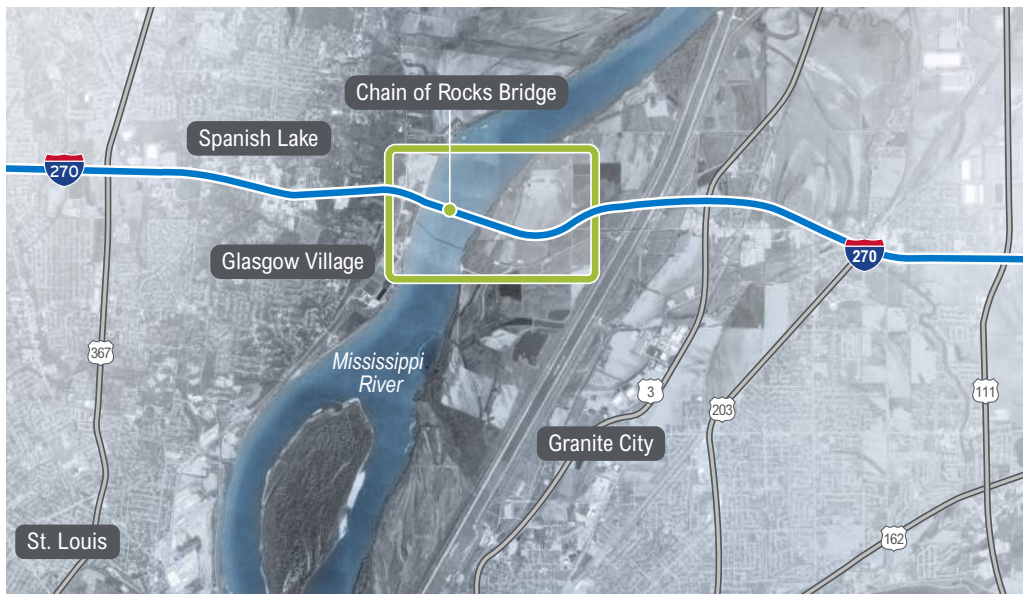 Chain of Rocks Bridge
Spanish Lake
270
Glasgow Village
270
367
Mississippi
River
3
111
203
Granite City
St. Louis
162